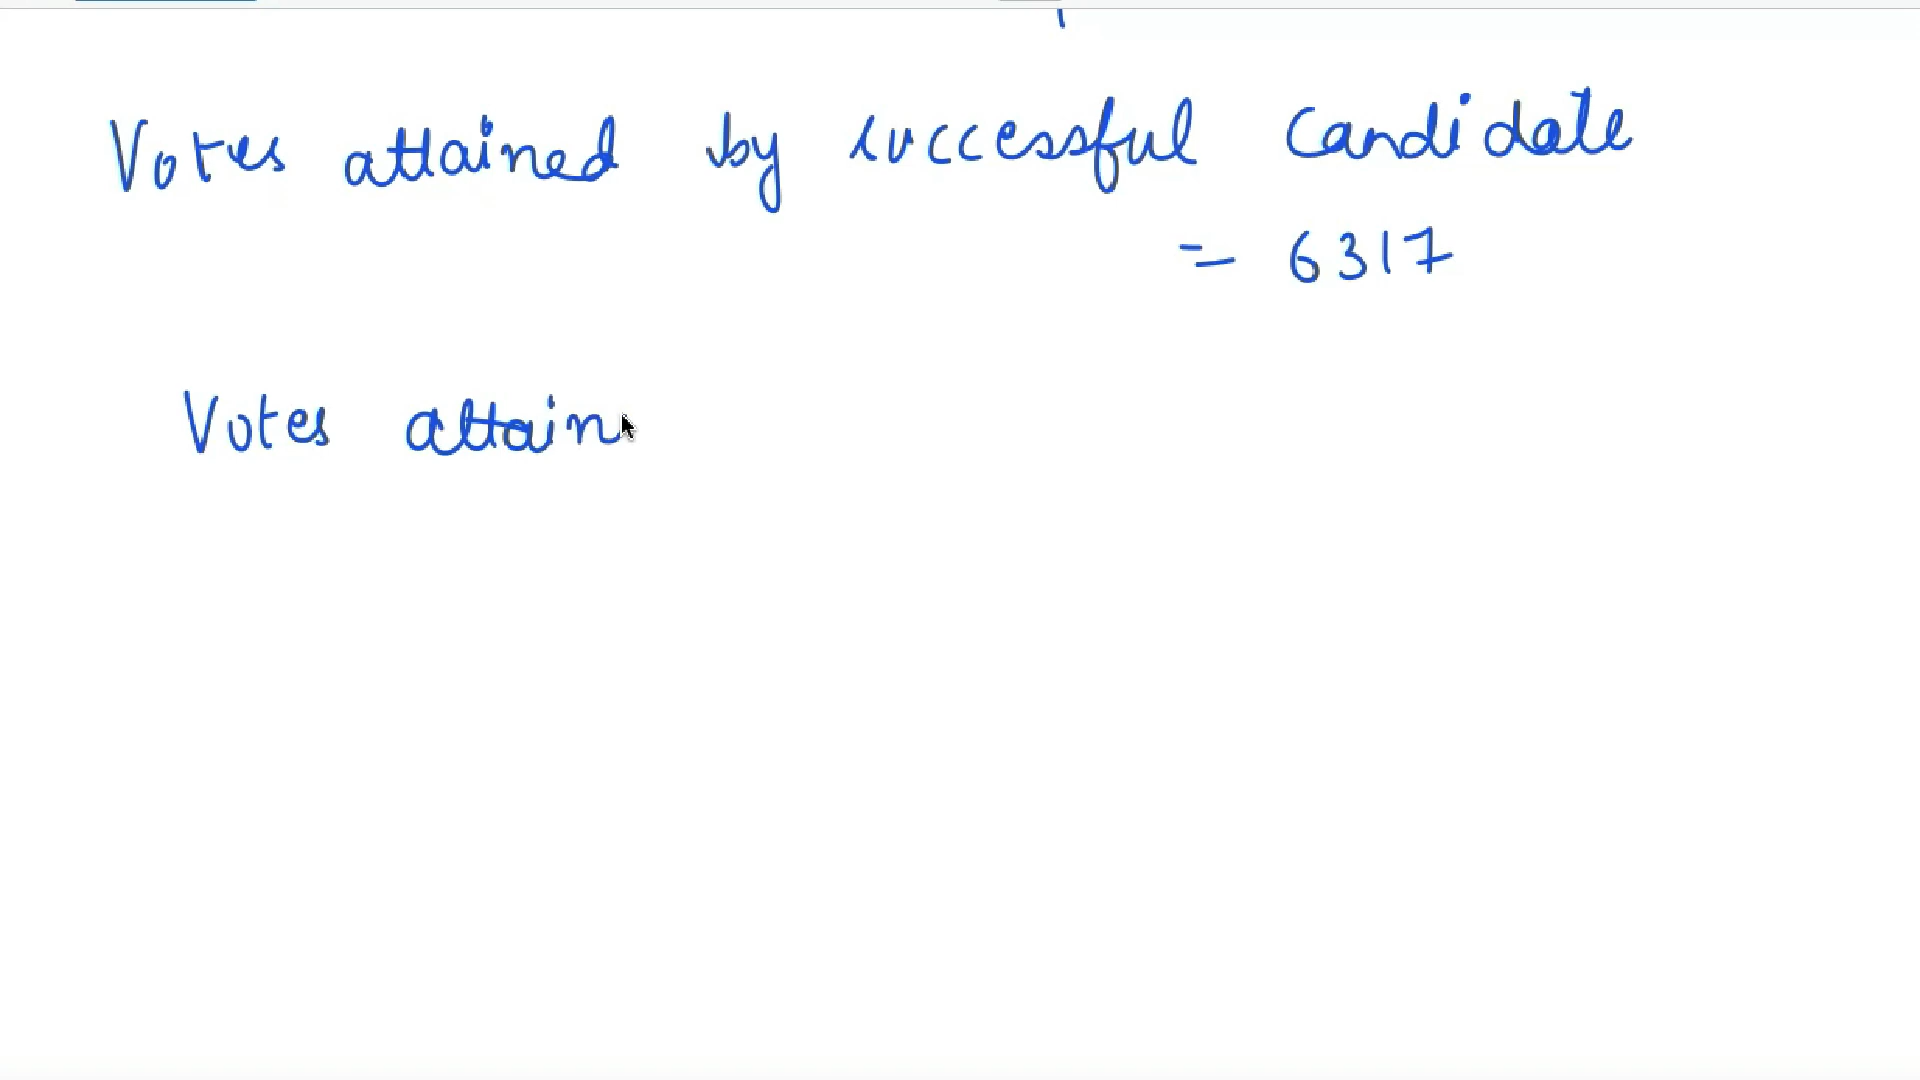 Votes attained by successful Candidate
= 6317
Votes attain